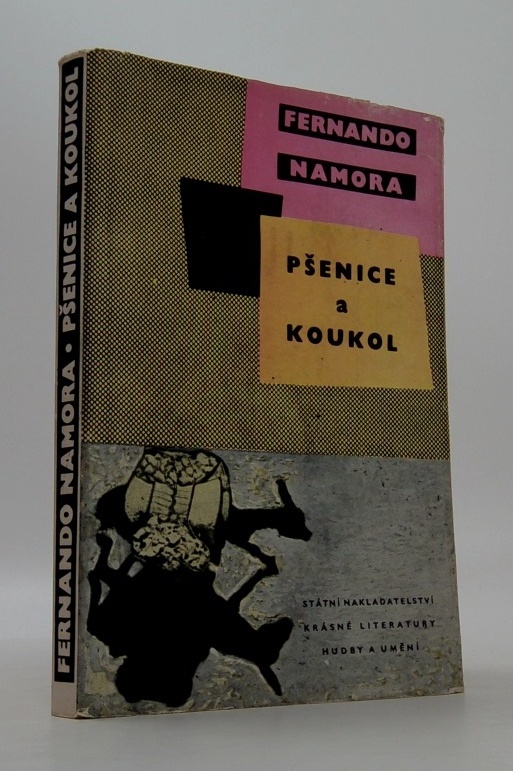 FERNANDO NAMORA • PŠENICE A KOUKOL
FERNANDO
NAMORA
PŠENICE
a
KOUKOL
STÁTNÍ NAKLADATELSTVÍ
KRÁSNÉ LITERATURY
HUDBY A UMĚNÍ